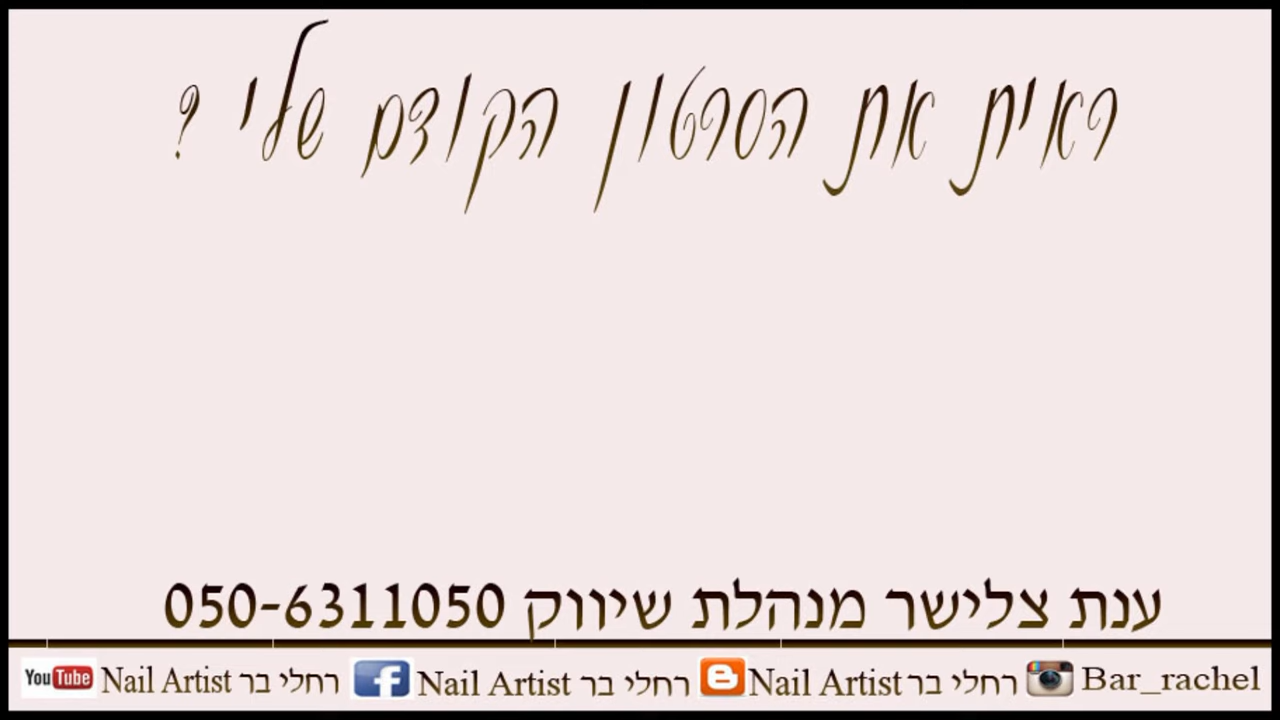 ראית את הסרטון הקודם שלי ?
ענת צלישר מנהלת שיווק 050-6311050
YouTube Nail Artist רחלי בר Nail Artist רחלי בר Nail Artist רחלי בר Bar_rachel